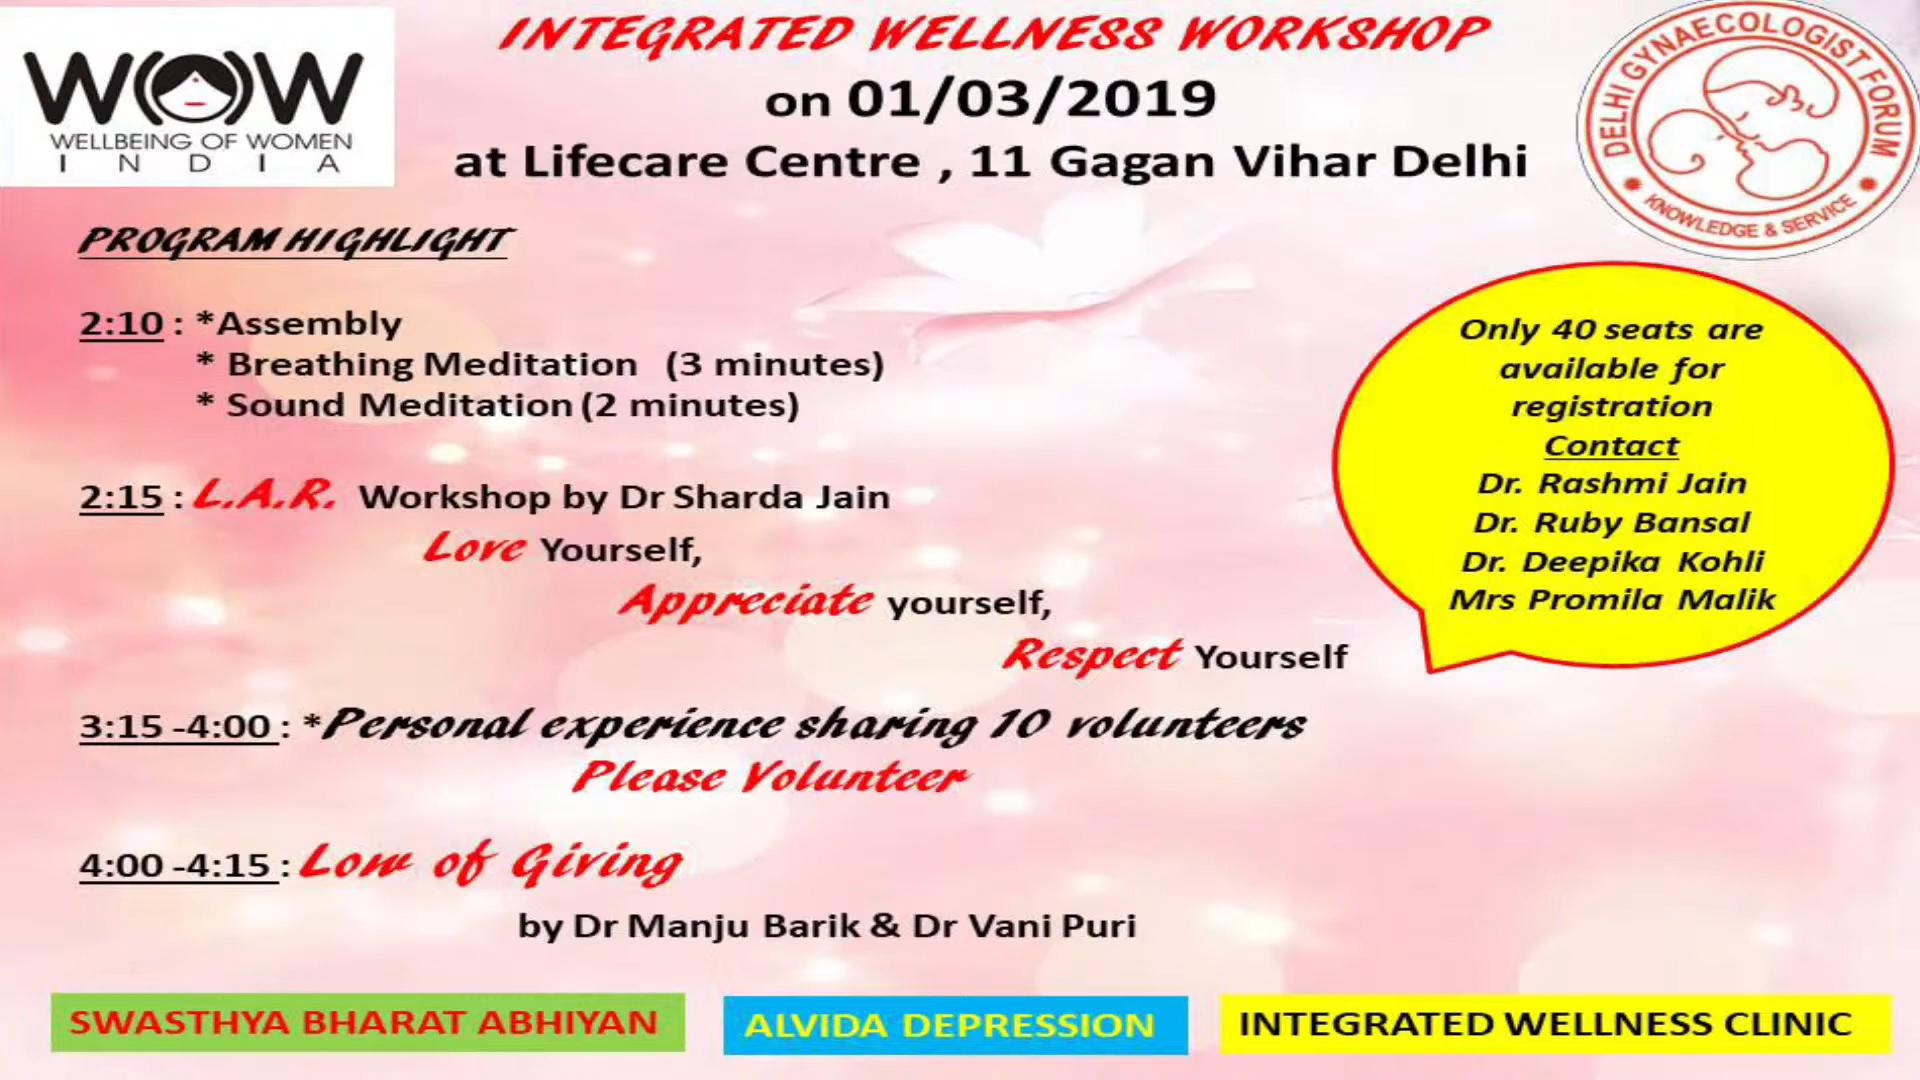 INTEGRATED WELLNESS WORKSHOP
on 01/03/2019
at Lifecare Centre , 11 Gagan Vihar Delhi
WOW
WELLBEING OF WOMEN
INDIA
DELHI GYNAECOLOGIST FORUM
KNOWLEDGE & SERVICE
PROGRAM HIGHLIGHT
2:10 : *Assembly
* Breathing Meditation (3 minutes)
* Sound Meditation (2 minutes)
2:15 : L.A.R. Workshop by Dr Sharda Jain
Love Yourself,
Appreciate yourself,
Respect Yourself
3:15 -4:00 : *Personal experience sharing 10 volunteers
Please Volunteer
4:00 -4:15 : Low of Giving
by Dr Manju Barik & Dr Vani Puri
Only 40 seats are
available for
registration
Contact
Dr. Rashmi Jain
Dr. Ruby Bansal
Dr. Deepika Kohli
Mrs Promila Malik
SWASTHYA BHARAT ABHIYAN
ALVIDA DEPRESSION
INTEGRATED WELLNESS CLINIC